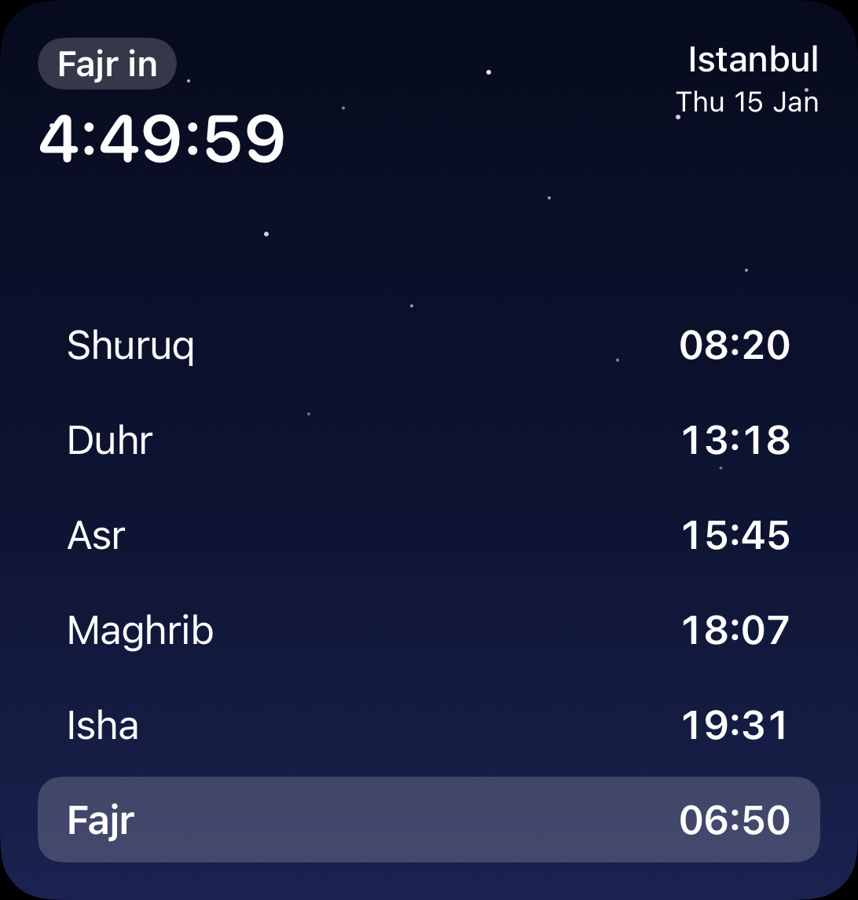 Fajr in
4:49:59
Istanbul
Thu 15 Jan
Shuruq 08:20
Duhr 13:18
Asr 15:45
Maghrib 18:07
Isha 19:31
Fajr 06:50